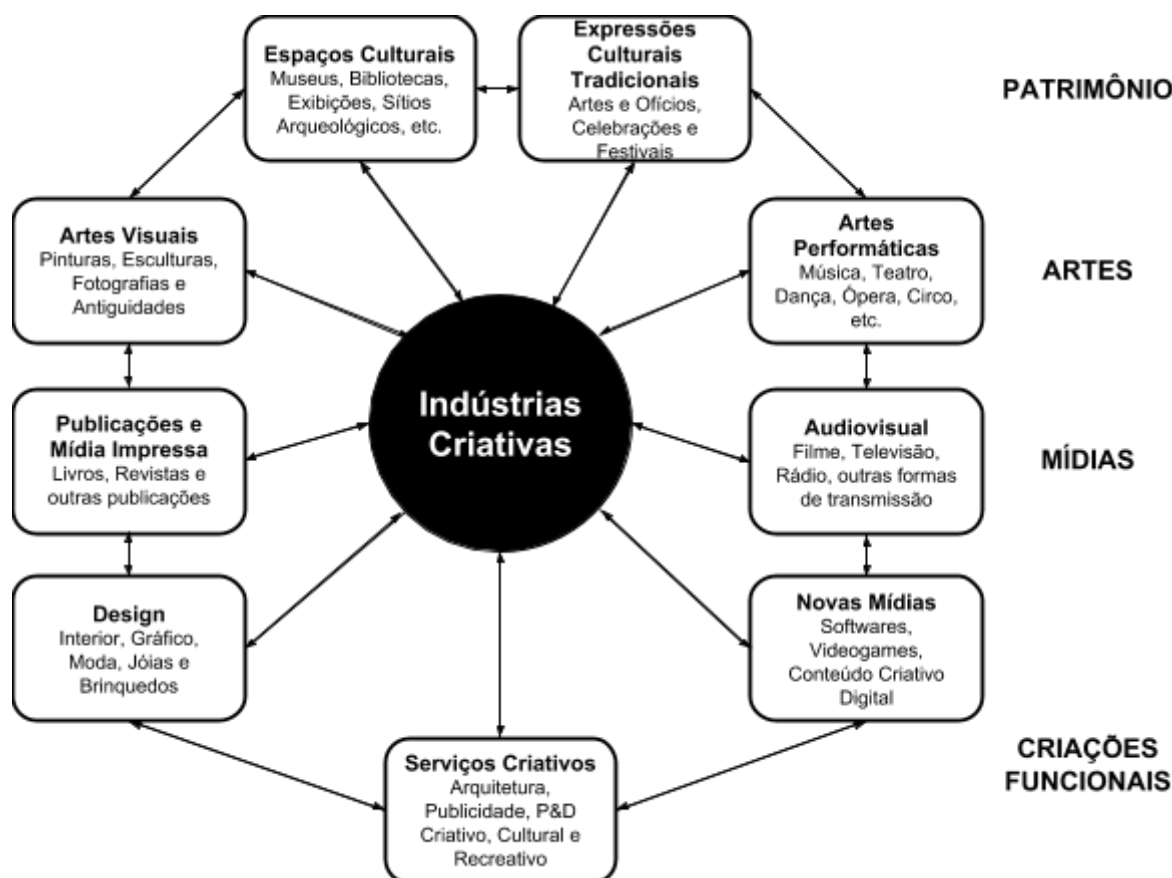 Espaços Culturais
Museus, Bibliotecas,
Exibições, Sítios
Arqueológicos, etc.
Expressões
Culturais
Tradicionais
Artes e Ofícios,
Celebrações e
Festivais
PATRIMÔNIO
Artes Visuais
Pinturas, Esculturas,
Fotografias e
Antiguidades
Artes
Performáticas
Música, Teatro,
Dança, Ópera, Circo,
etc.
ARTES
Indústrias
Criativas
Publicações e
Mídia Impressa
Livros, Revistas e
outras publicações
Audiovisual
Filme, Televisão,
Rádio, outras formas
de transmissão
MÍDIAS
Design
Interior, Gráfico,
Moda, Jóias e
Brinquedos
Novas Mídias
Softwares,
Videogames,
Conteúdo Criativo
Digital
Serviços Criativos
Arquitetura,
Publicidade, P&D
Criativo, Cultural e
Recreativo
CRIAÇÕES
FUNCIONAIS